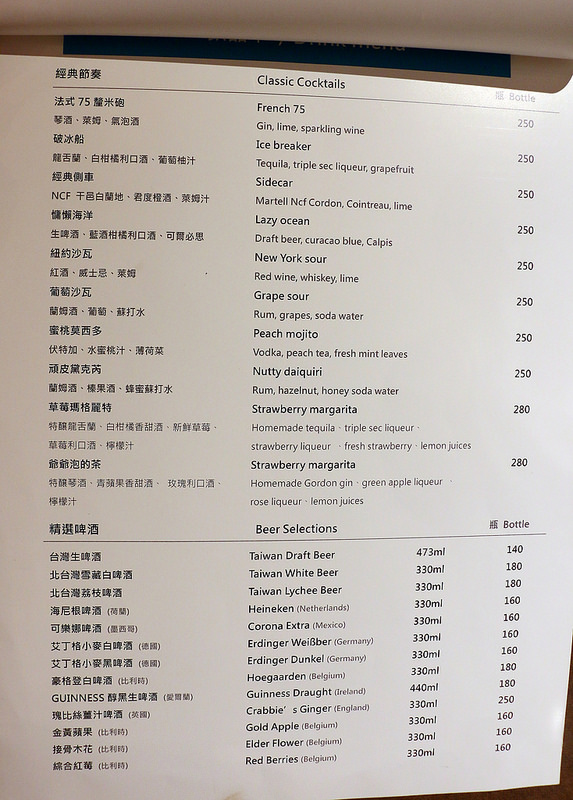 經典節奏 Classic Cocktails 瓶 Bottle
法式 75 釐米砲 French 75 250
琴酒、萊姆、氣泡酒 Gin, lime, sparkling wine
破冰船 Ice breaker 250
龍舌蘭、白柑橘利口酒、葡萄柚汁 Tequila, triple sec liqueur, grapefruit
經典側車 Sidecar 250
NCF 干邑白蘭地、君度橙酒、萊姆汁 Martell Ncf Cordon, Cointreau, lime
慵懶海洋 Lazy ocean 250
生啤酒、藍酒柑橘利口酒、可爾必思 Draft beer, curacao blue, Calpis
紐約沙瓦 New York sour 250
紅酒、威士忌、萊姆 Red wine, whiskey, lime
葡萄沙瓦 Grape sour 250
蘭姆酒、葡萄、蘇打水 Rum, grapes, soda water
蜜桃莫西多 Peach mojito 250
伏特加、水蜜桃汁、薄荷菜 Vodka, peach tea, fresh mint leaves
頑皮黛克芮 Nutty daiquiri 250
蘭姆酒、榛果酒、蜂蜜蘇打水 Rum, hazelnut, honey soda water
草莓瑪格麗特 Strawberry margarita 280
特釀龍舌蘭、白柑橘香甜酒、新鮮草莓、 Homemade tequila、triple sec liqueur、
草莓利口酒、檸檬汁 strawberry liqueur 、fresh strawberry、lemon juices
爺爺泡的茶 Strawberry margarita 280
特釀琴酒、青蘋果香甜酒、 玫瑰利口酒、 Homemade Gordon gin、green apple liqueur 、
檸檬汁 rose liqueur、lemon juices
精選啤酒 Beer Selections 瓶 Bottle
台灣生啤酒 Taiwan Draft Beer 473ml 140
北台灣雪藏白啤酒 Taiwan White Beer 330ml 180
北台灣荔枝啤酒 Taiwan Lychee Beer 330ml 180
海尼根啤酒 (荷蘭) Heineken (Netherlands) 330ml 160
可樂娜啤酒 (墨西哥) Corona Extra (Mexico) 330ml 160
艾丁格小麥白啤酒 (德國) Erdinger Weißber (Germany) 330ml 160
艾丁格小麥黑啤酒 (德國) Erdinger Dunkel (Germany) 330ml 160
豪格登白啤酒 (比利時) Hoegaarden (Belgium) 330ml 180
GUINNESS 醇黑生啤酒 (愛爾蘭) Guinness Draught (Ireland) 440ml 180
瑰比絲薑汁啤酒 (英國) Crabbie’s Ginger (England) 330ml 250
金黃蘋果 (比利時) Gold Apple (Belgium) 330ml 160
接骨木花 (比利時) Elder Flower (Belgium) 330ml 160
綜合紅莓 (比利時) Red Berries (Belgium) 330ml 160